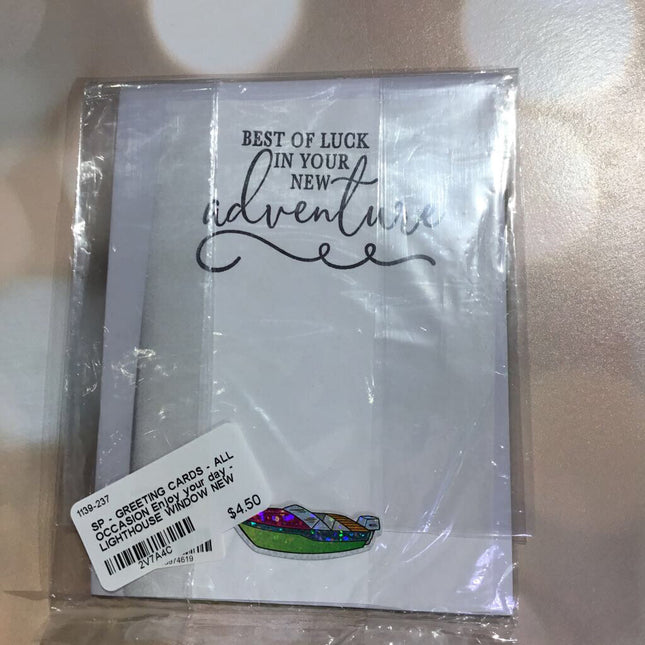 BEST OF LUCK
IN YOUR
NEW
adventure
1139-237
SP - GREETING CARDS - ALL
OCCASION Enjoy your day -
LIGHTHOUSE WINDOW NEW
$4.50
2V7A4C